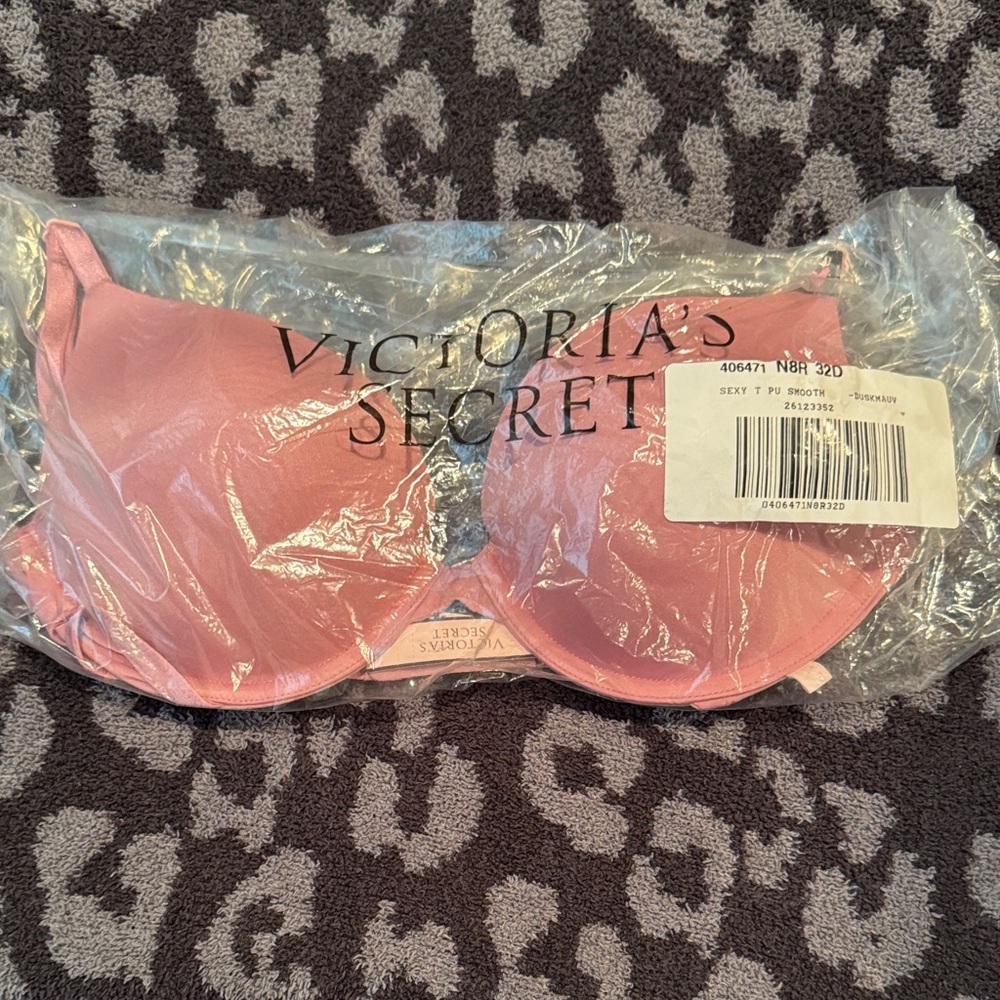 VICTORIA'S
SECRET
406471 N8R 32D
SEXY T PU SMOOTH -DUSKMAUV
26123352
0406471N8R32D
VICTORIA'S
SECRET